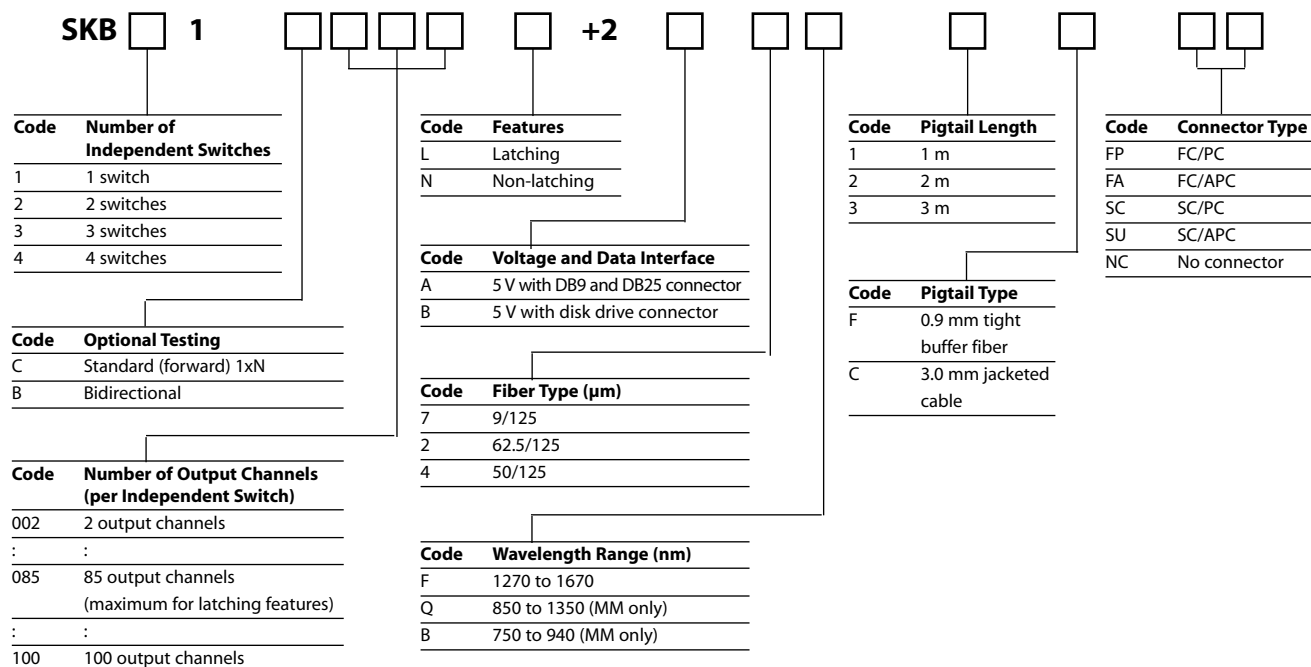 SKB 1 +2
Code Number of
Independent Switches
1 1 switch
2 2 switches
3 3 switches
4 4 switches
Code Optional Testing
C Standard (forward) 1xN
B Bidirectional
Code Number of Output Channels
(per Independent Switch)
002 2 output channels
: :
085 85 output channels
(maximum for latching features)
: :
100 100 output channels
Code Features
L Latching
N Non-latching
Code Voltage and Data Interface
A 5 V with DB9 and DB25 connector
B 5 V with disk drive connector
Code Fiber Type (µm)
7 9/125
2 62.5/125
4 50/125
Code Wavelength Range (nm)
F 1270 to 1670
Q 850 to 1350 (MM only)
B 750 to 940 (MM only)
Code Pigtail Length
1 1 m
2 2 m
3 3 m
Code Pigtail Type
F 0.9 mm tight
buffer fiber
C 3.0 mm jacketed
cable
Code Connector Type
FP FC/PC
FA FC/APC
SC SC/PC
SU SC/APC
NC No connector